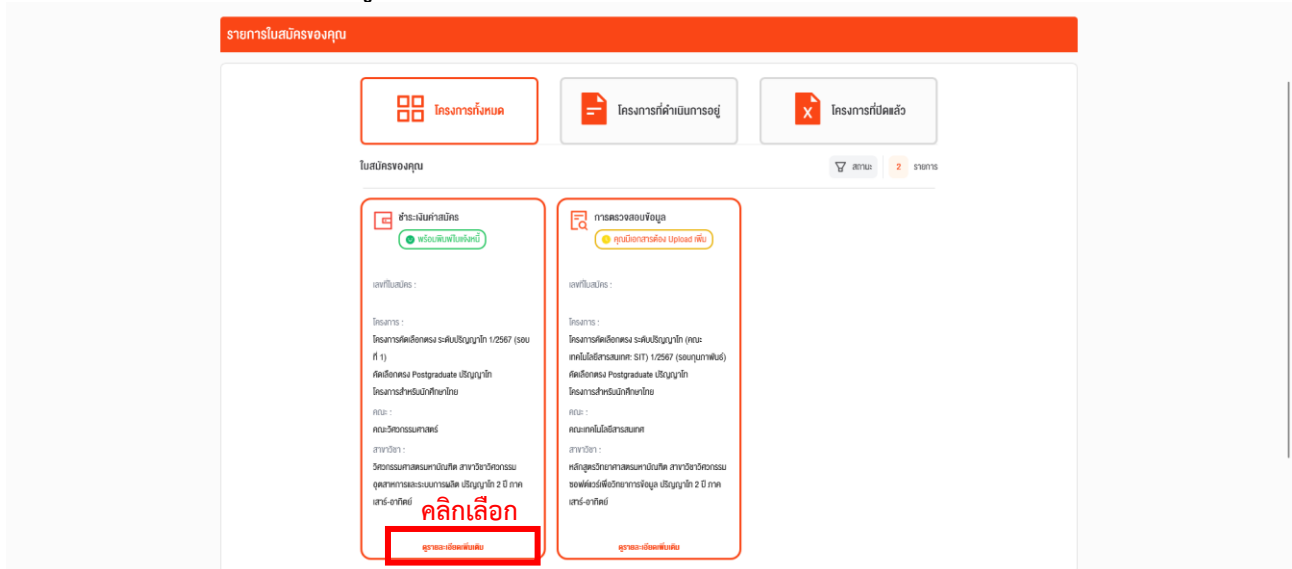 รายการใบสมัครของคุณ
โครงการทั้งหมด
โครงการที่ดำเนินการอยู่
โครงการที่ปิดแล้ว
ใบสมัครของคุณ
สถานะ
2 รายการ
ชำระเงินค่าสมัคร
พร้อมพิมพ์ใบแจ้งหนี้
เลขที่ใบสมัคร :
โครงการ :
โครงการคัดเลือกตรง ระดับปริญญาโท 1/2567 (รอบ
ที่ 1)
คัดเลือกตรง Postgraduate ปริญญาโท
โครงการสำหรับนักศึกษาไทย
คณะ :
คณะวิศวกรรมศาสตร์
สาขาวิชา :
วิศวกรรมศาสตรมหาบัณฑิต สาขาวิชาวิศวกรรม
อุตสาหการและระบบการผลิต ปริญญาโท 2 ปี ภาค
เสาร์-อาทิตย์
คลิกเลือก
ดูรายละเอียดเพิ่มเติม
การตรวจสอบข้อมูล
คุณมีเอกสารต้อง Upload เพิ่ม
เลขที่ใบสมัคร :
โครงการ :
โครงการคัดเลือกตรง ระดับปริญญาโท (คณะ
เทคโนโลยีสารสนเทศ: SIT) 1/2567 (รอบกุมภาพันธ์)
คัดเลือกตรง Postgraduate ปริญญาโท
โครงการสำหรับนักศึกษาไทย
คณะ :
คณะเทคโนโลยีสารสนเทศ
สาขาวิชา :
หลักสูตรวิทยาศาสตรมหาบัณฑิต สาขาวิชาวิศวกรรม
ซอฟต์แวร์เพื่อวิทยาการข้อมูล ปริญญาโท 2 ปี ภาค
เสาร์-อาทิตย์
ดูรายละเอียดเพิ่มเติม